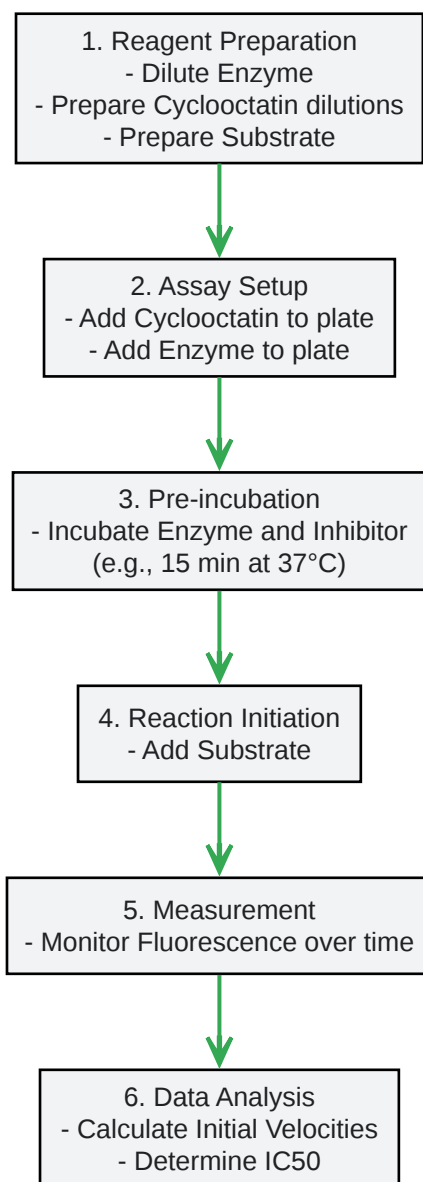 1. Reagent Preparation
- Dilute Enzyme
- Prepare Cyclooctatin dilutions
- Prepare Substrate
2. Assay Setup
- Add Cyclooctatin to plate
- Add Enzyme to plate
3. Pre-incubation
- Incubate Enzyme and Inhibitor
(e.g., 15 min at 37°C)
4. Reaction Initiation
- Add Substrate
5. Measurement
- Monitor Fluorescence over time
6. Data Analysis
- Calculate Initial Velocities
- Determine IC50